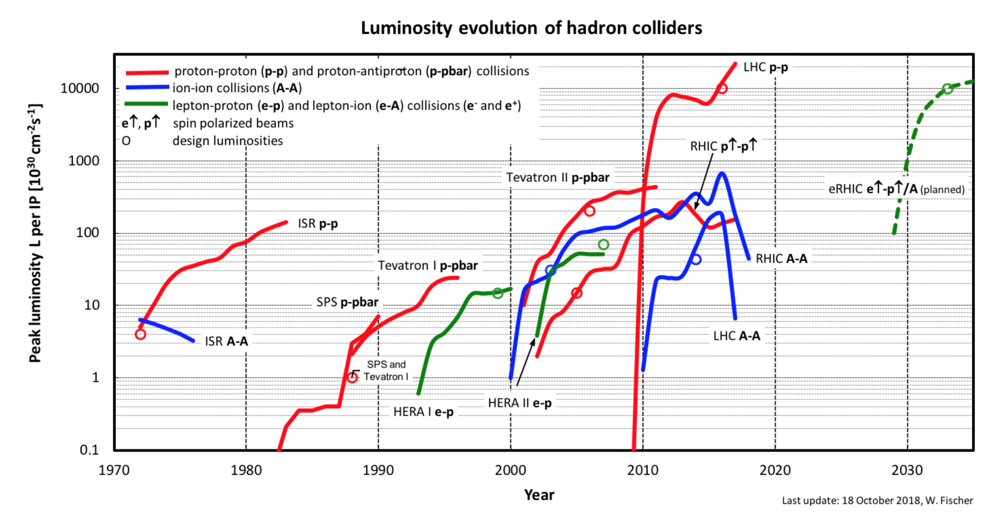 Luminosity evolution of hadron colliders
proton-proton (p-p) and proton-antiproton (p-pbar) collisions
ion-ion collisions (A-A)
lepton-proton (e-p) and lepton-ion (e-A) collisions (e⁻ and e⁺)
e↑, p↑ spin polarized beams
O design luminosities
Peak luminosity L per IP [10³⁰ cm⁻²s⁻¹]
10000
1000
100
10
1
0.1
LHC p-p
RHIC p↑-p↑
Tevatron II p-pbar
eRHIC e↑-p↑/A (planned)
ISR p-p
RHIC A-A
Tevatron I p-pbar
SPS p-pbar
LHC A-A
ISR A-A
SPS and
Tevatron I
HERA II e-p
HERA I e-p
1970 1980 1990 2000 2010 2020 2030
Year
Last update: 18 October 2018, W. Fischer